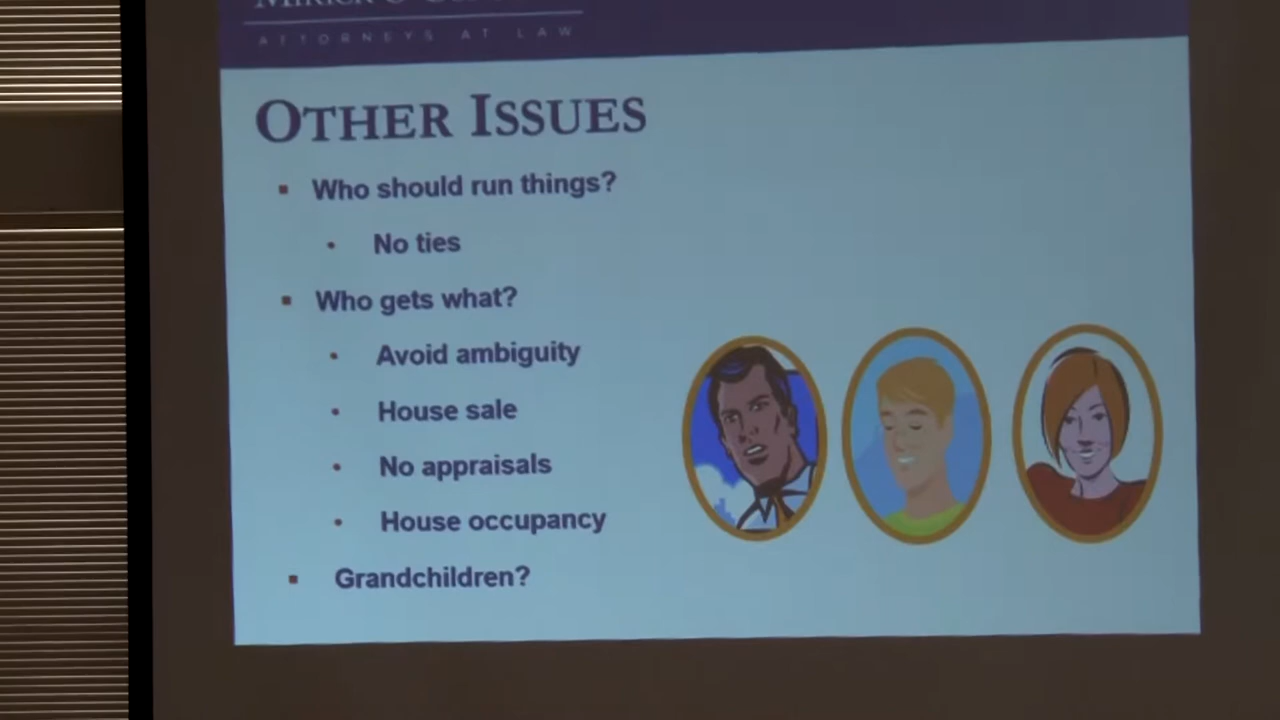 ATTORNEYS AT LAW
OTHER ISSUES
Who should run things?
No ties
Who gets what?
Avoid ambiguity
House sale
No appraisals
House occupancy
Grandchildren?